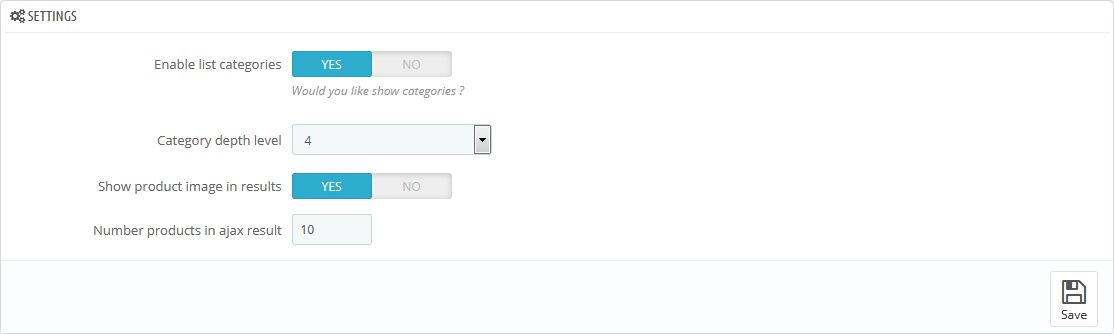 SETTINGS
Enable list categories YES NO
Would you like show categories ?
Category depth level 4
Show product image in results YES NO
Number products in ajax result 10
Save